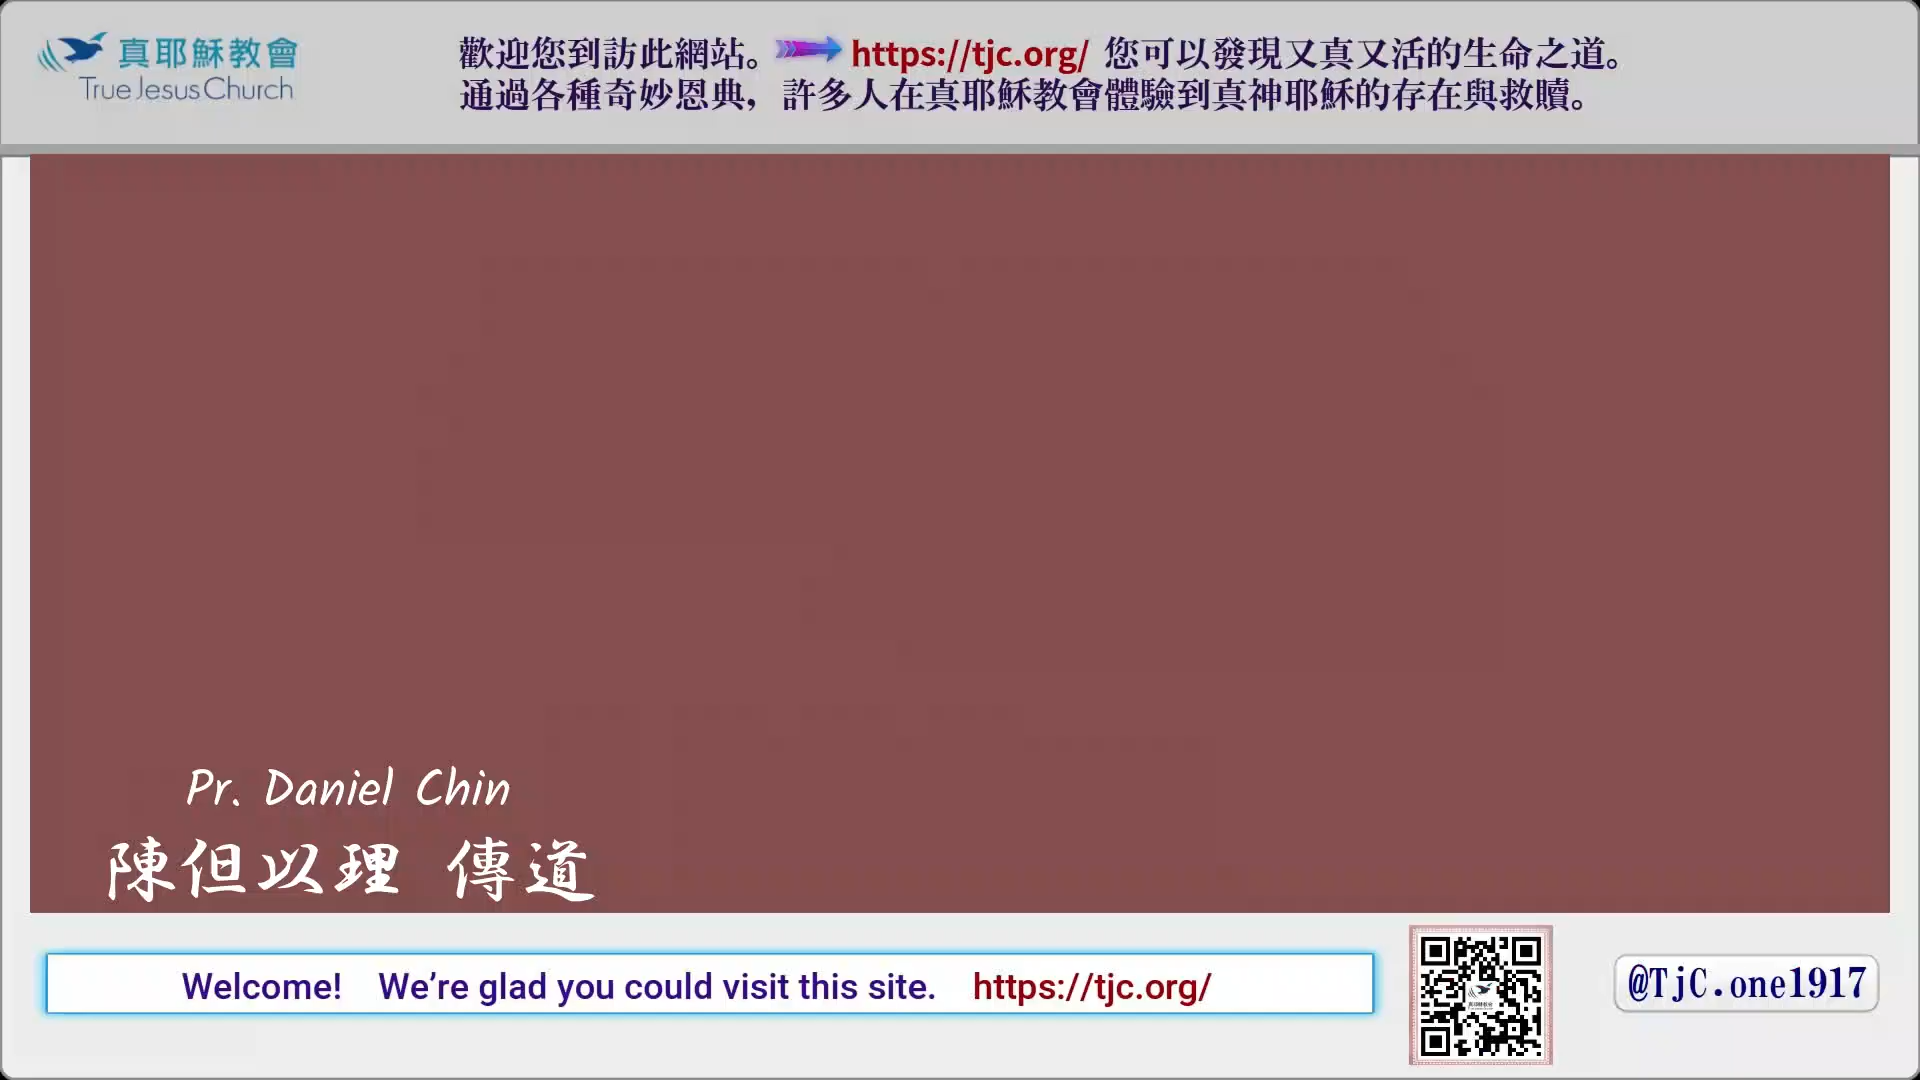 真耶穌教會
True Jesus Church
歡迎您到訪此網站。 https://tjc.org/ 您可以發現又真又活的生命之道。
通過各種奇妙恩典，許多人在真耶穌教會體驗到真神耶穌的存在與救贖。
Pr. Daniel Chin
陳但以理 傳道
Welcome! We’re glad you could visit this site. https://tjc.org/
@TjC.one1917